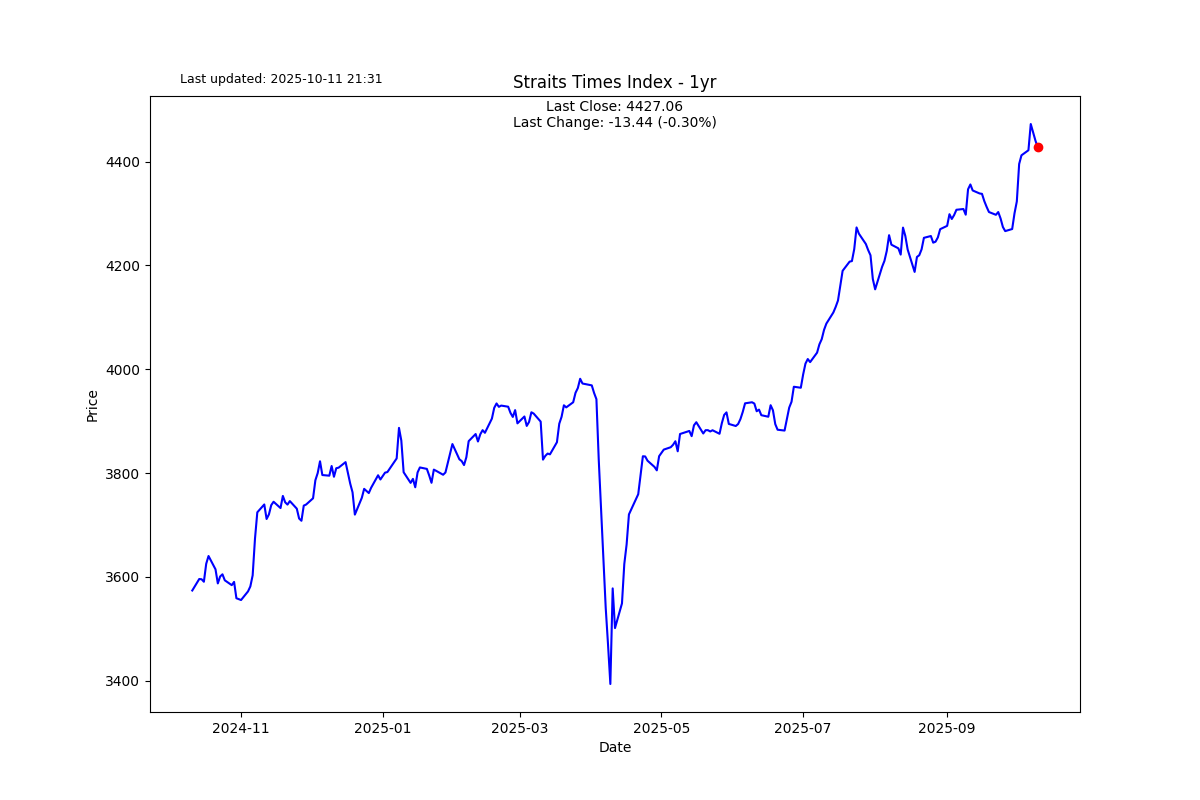 Last updated: 2025-10-11 21:31
Straits Times Index - 1yr
Last Close: 4427.06
Last Change: -13.44 (-0.30%)
4400
4200
4000
3800
3600
3400
Price
2024-11
2025-01
2025-03
2025-05
2025-07
2025-09
Date